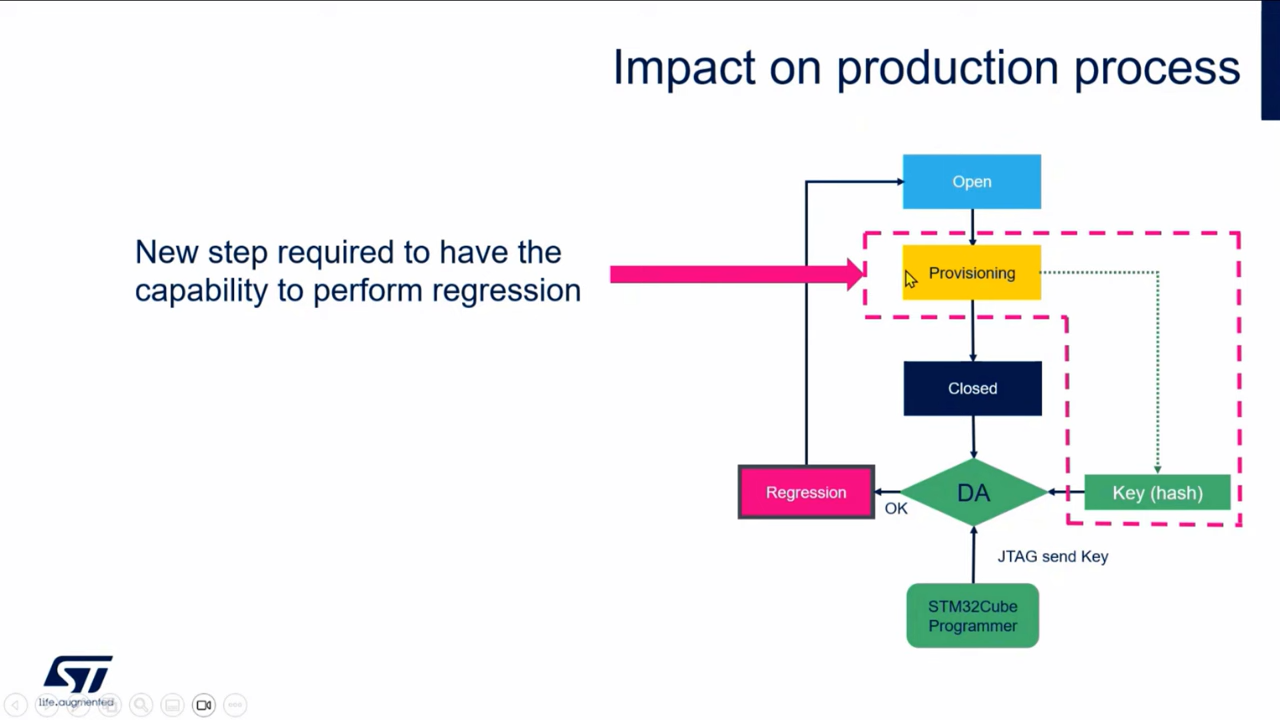 Impact on production process
Open
New step required to have the
capability to perform regression
Provisioning
Closed
Regression
OK
DA
Key (hash)
JTAG send Key
STM32Cube
Programmer
ST
life.augmented